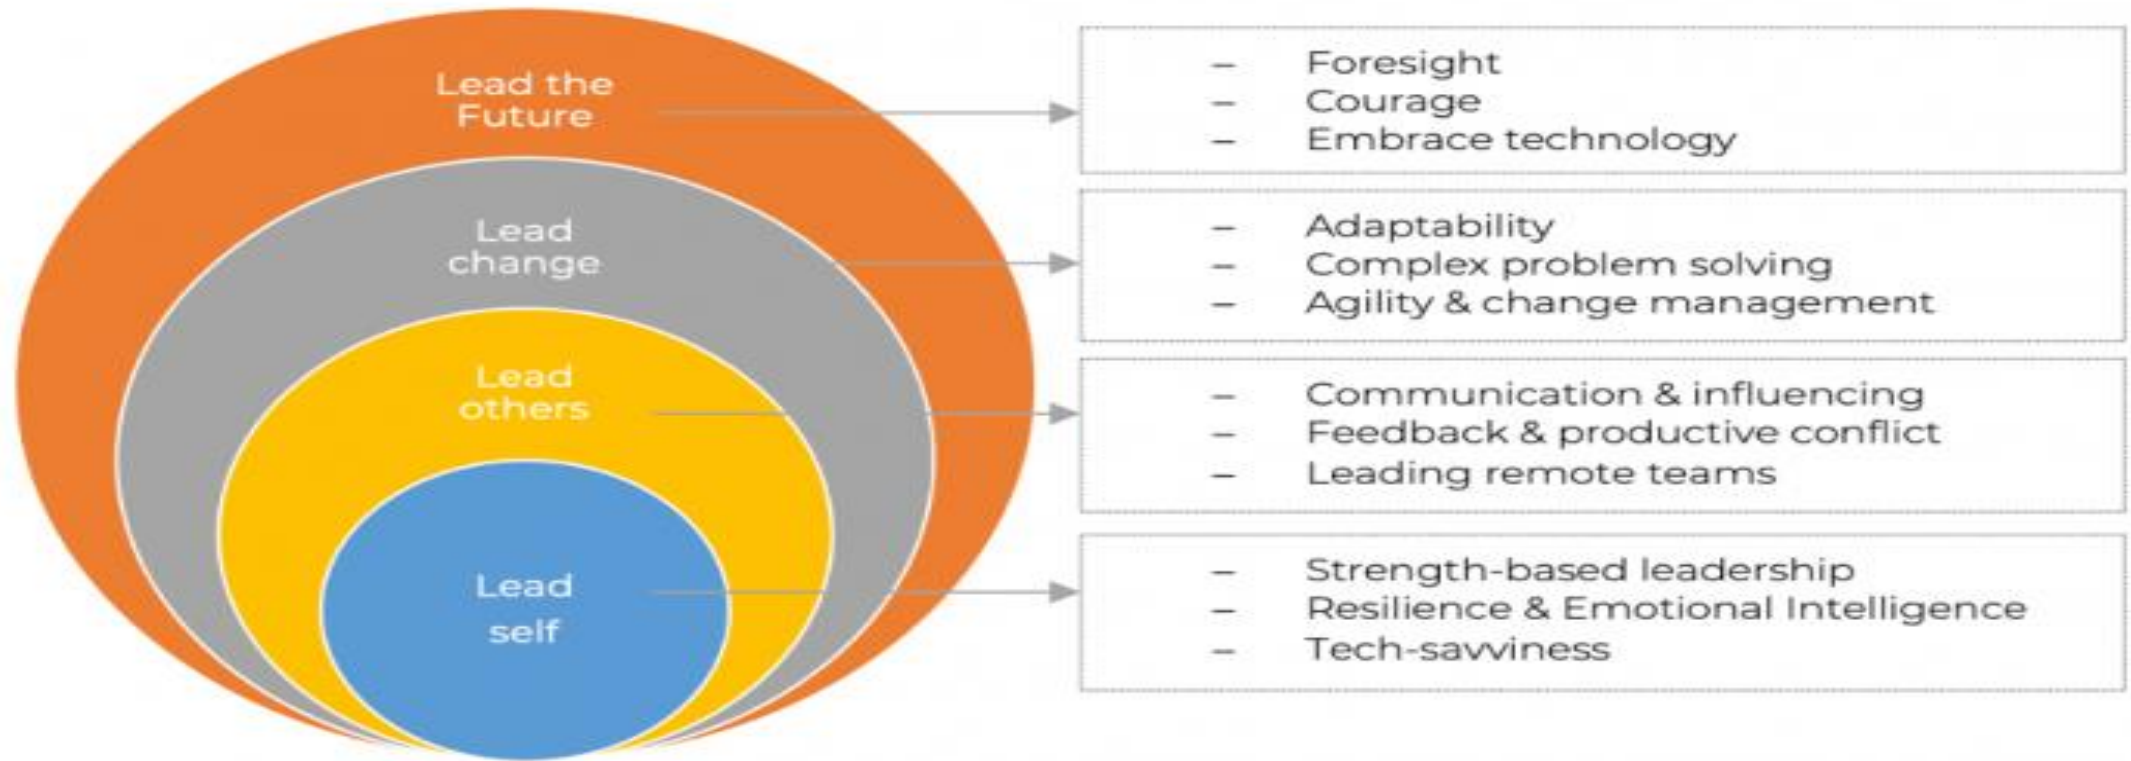 Lead the
Future
– Foresight
– Courage
– Embrace technology
Lead
change
– Adaptability
– Complex problem solving
– Agility & change management
Lead
others
– Communication & influencing
– Feedback & productive conflict
– Leading remote teams
Lead
self
– Strength-based leadership
– Resilience & Emotional Intelligence
– Tech-savviness